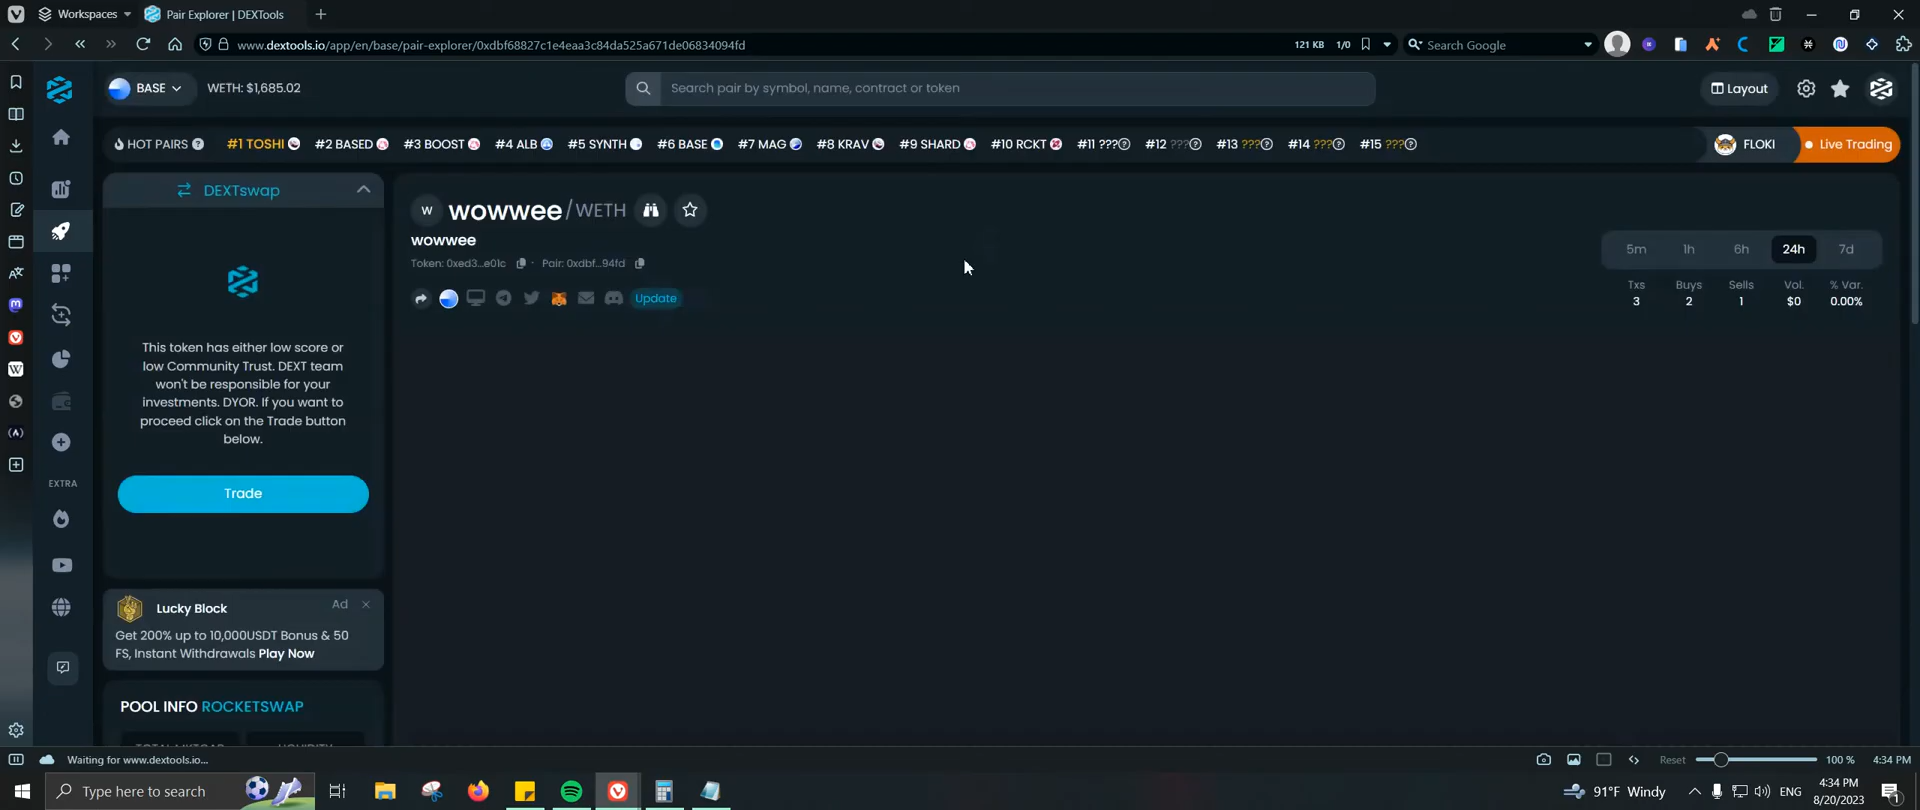 Workspaces
Pair Explorer | DEXTools
www.dextools.io/app/en/base/pair-explorer/0xdbf68827c1e4eaa3c84da525a671de06834094fd
121 KB 1/0
Search Google
BASE
WETH: $1,685.02
Search pair by symbol, name, contract or token
Layout
HOT PAIRS
#1 TOSHI
#2 BASED
#3 BOOST
#4 ALB
#5 SYNTH
#6 BASE
#7 MAG
#8 KRAV
#9 SHARD
#10 RCKT
#11 ???
#12 ???
#13 ???
#14 ???
#15 ???
FLOKI
Live Trading
DEXTswap
W wowwee/WETH
wowwee
Token: 0xed3...e01c · Pair: 0xdbf...94fd
Update
5m 1h 6h 24h 7d
Txs Buys Sells Vol. % Var.
3 2 1 $0 0.00%
This token has either low score or
low Community Trust. DEXT team
won't be responsible for your
investments. DYOR. If you want to
proceed click on the Trade button
below.
Trade
EXTRA
Lucky Block
Ad
Get 200% up to 10,000USDT Bonus & 50
FS, Instant Withdrawals Play Now
POOL INFO ROCKETSWAP
Waiting for www.dextools.io...
Reset
100 %
4:34 PM
Type here to search
91°F Windy
ENG
4:34 PM
8/20/2023
1